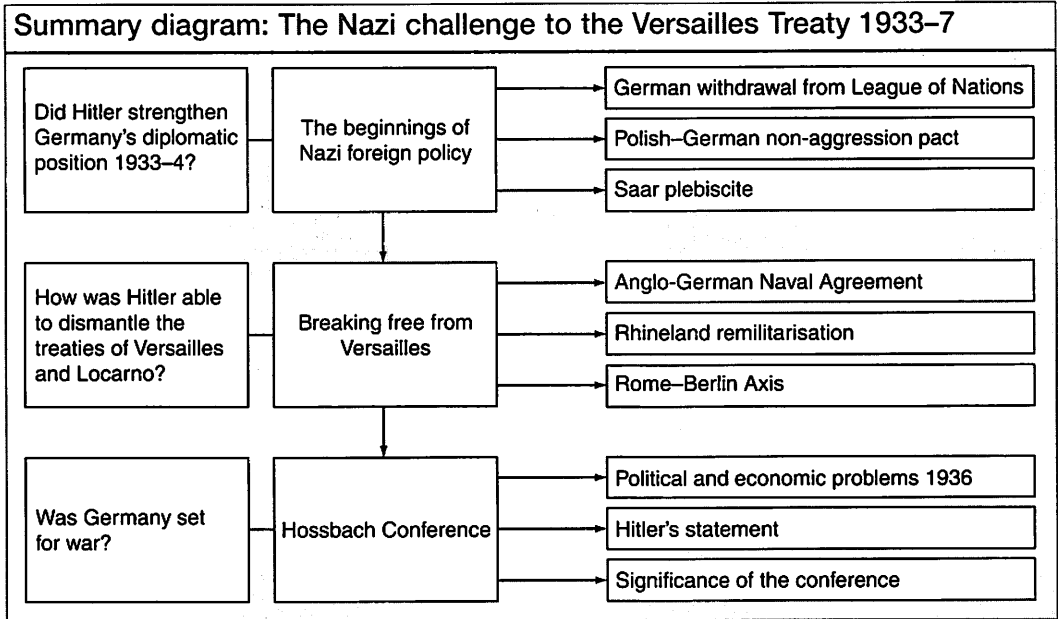 Summary diagram: The Nazi challenge to the Versailles Treaty 1933–7
Did Hitler strengthen
Germany's diplomatic
position 1933–4?
The beginnings of
Nazi foreign policy
German withdrawal from League of Nations
Polish–German non-aggression pact
Saar plebiscite
How was Hitler able
to dismantle the
treaties of Versailles
and Locarno?
Breaking free from
Versailles
Anglo-German Naval Agreement
Rhineland remilitarisation
Rome–Berlin Axis
Was Germany set
for war?
Hossbach Conference
Political and economic problems 1936
Hitler's statement
Significance of the conference